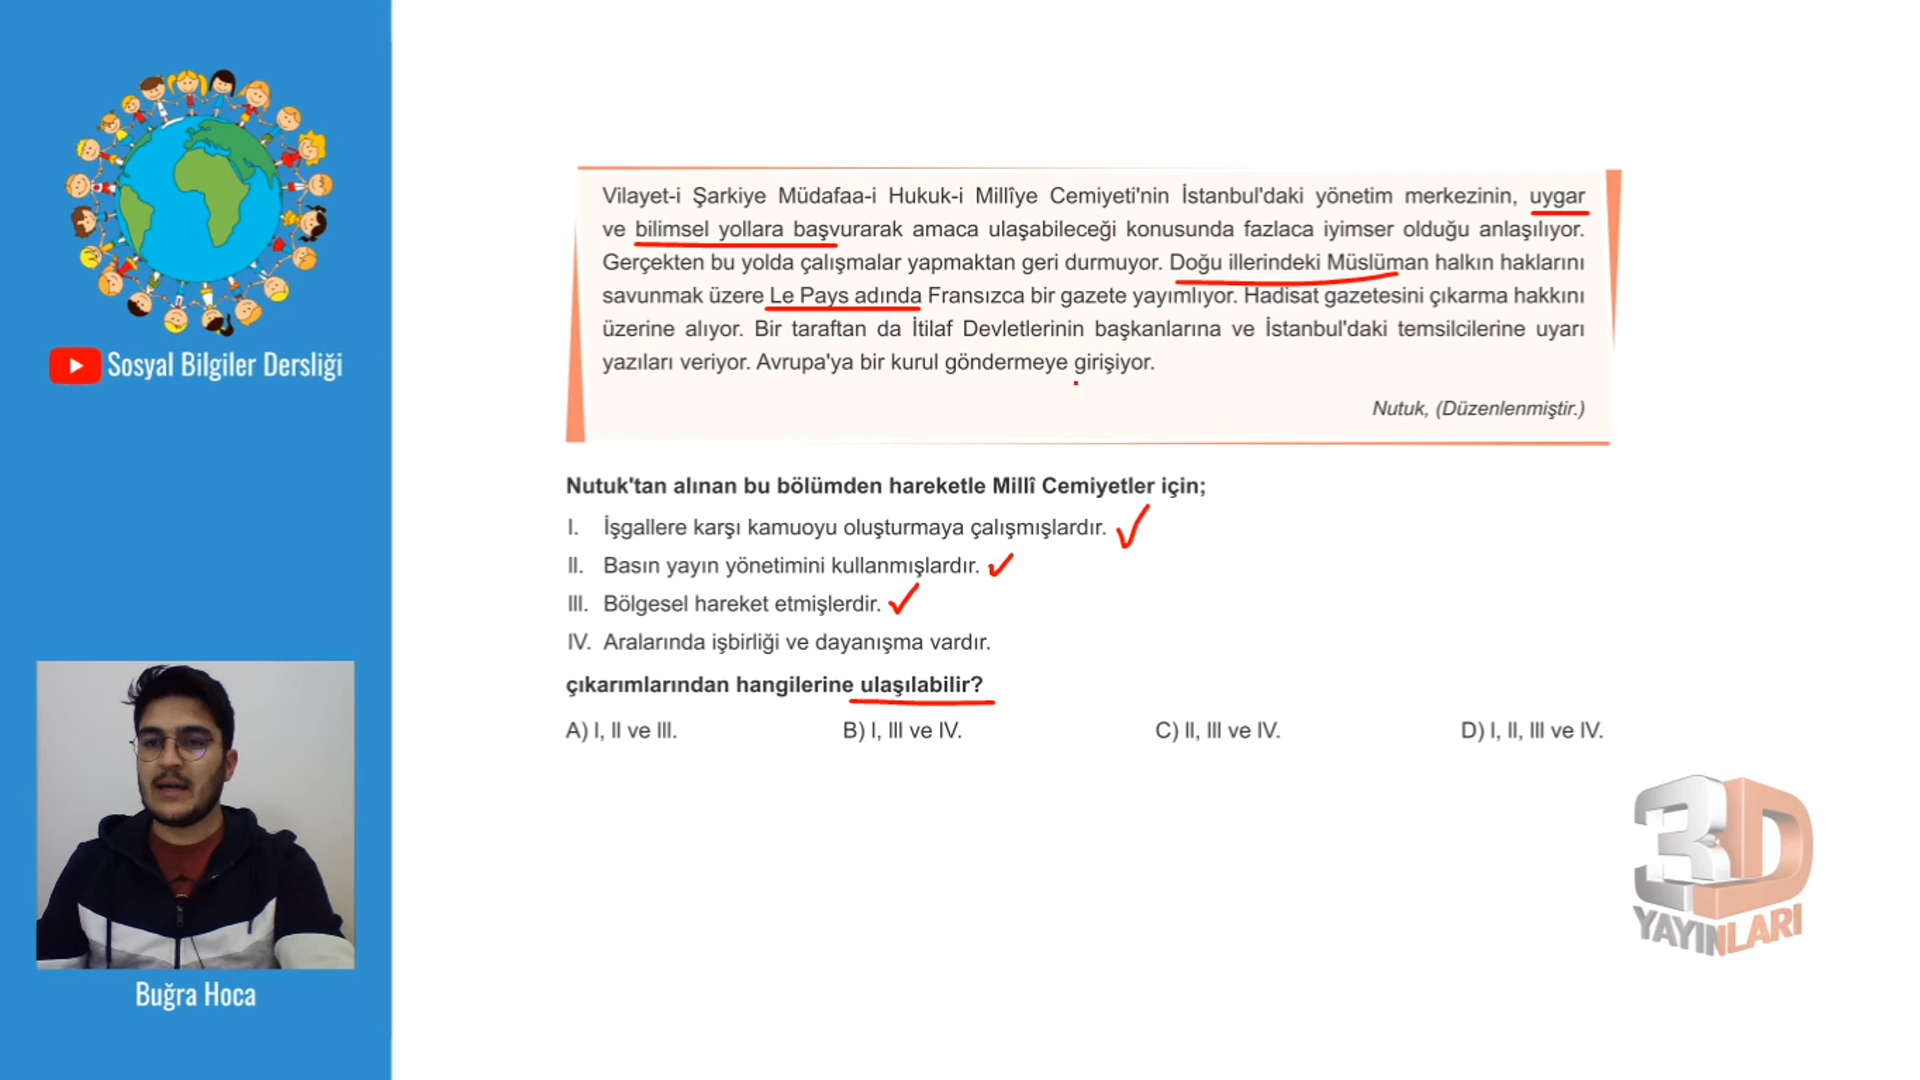 Vilayet-i Şarkiye Müdafaa-i Hukuk-i Millîye Cemiyeti'nin İstanbul'daki yönetim merkezinin, uygar
ve bilimsel yollara başvurarak amaca ulaşabileceği konusunda fazlaca iyimser olduğu anlaşılıyor.
Gerçekten bu yolda çalışmalar yapmaktan geri durmuyor. Doğu illerindeki Müslüman halkın haklarını
savunmak üzere Le Pays adında Fransızca bir gazete yayımlıyor. Hadisat gazetesini çıkarma hakkını
üzerine alıyor. Bir taraftan da İtilaf Devletlerinin başkanlarına ve İstanbul'daki temsilcilerine uyarı
yazıları veriyor. Avrupa'ya bir kurul göndermeye girişiyor.
Nutuk, (Düzenlenmiştir.)
Nutuk'tan alınan bu bölümden hareketle Millî Cemiyetler için;
I. İşgallere karşı kamuoyu oluşturmaya çalışmışlardır.
II. Basın yayın yönetimini kullanmışlardır.
III. Bölgesel hareket etmişlerdir.
IV. Aralarında işbirliği ve dayanışma vardır.
çıkarımlarından hangilerine ulaşılabilir?
A) I, II ve III. B) I, III ve IV. C) II, III ve IV. D) I, II, III ve IV.
Sosyal Bilgiler Dersliği
Buğra Hoca
3D
YAYINLARI